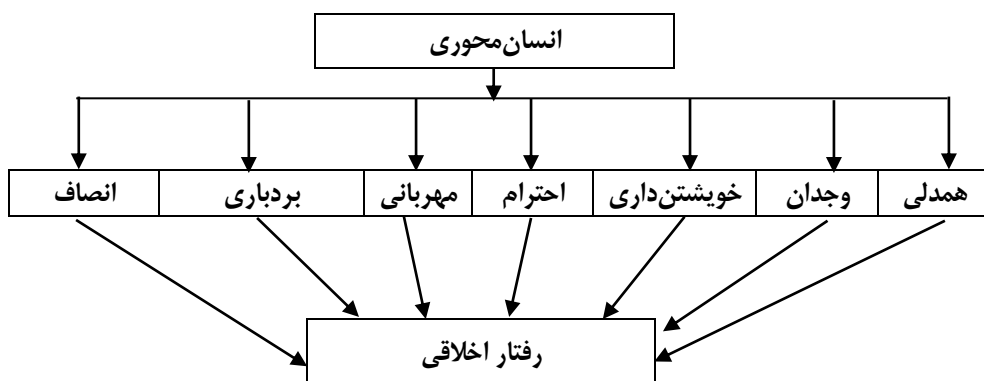 انسان‌محوری
همدلی وجدان خویشتن‌داری احترام مهربانی بردباری انصاف
رفتار اخلاقی